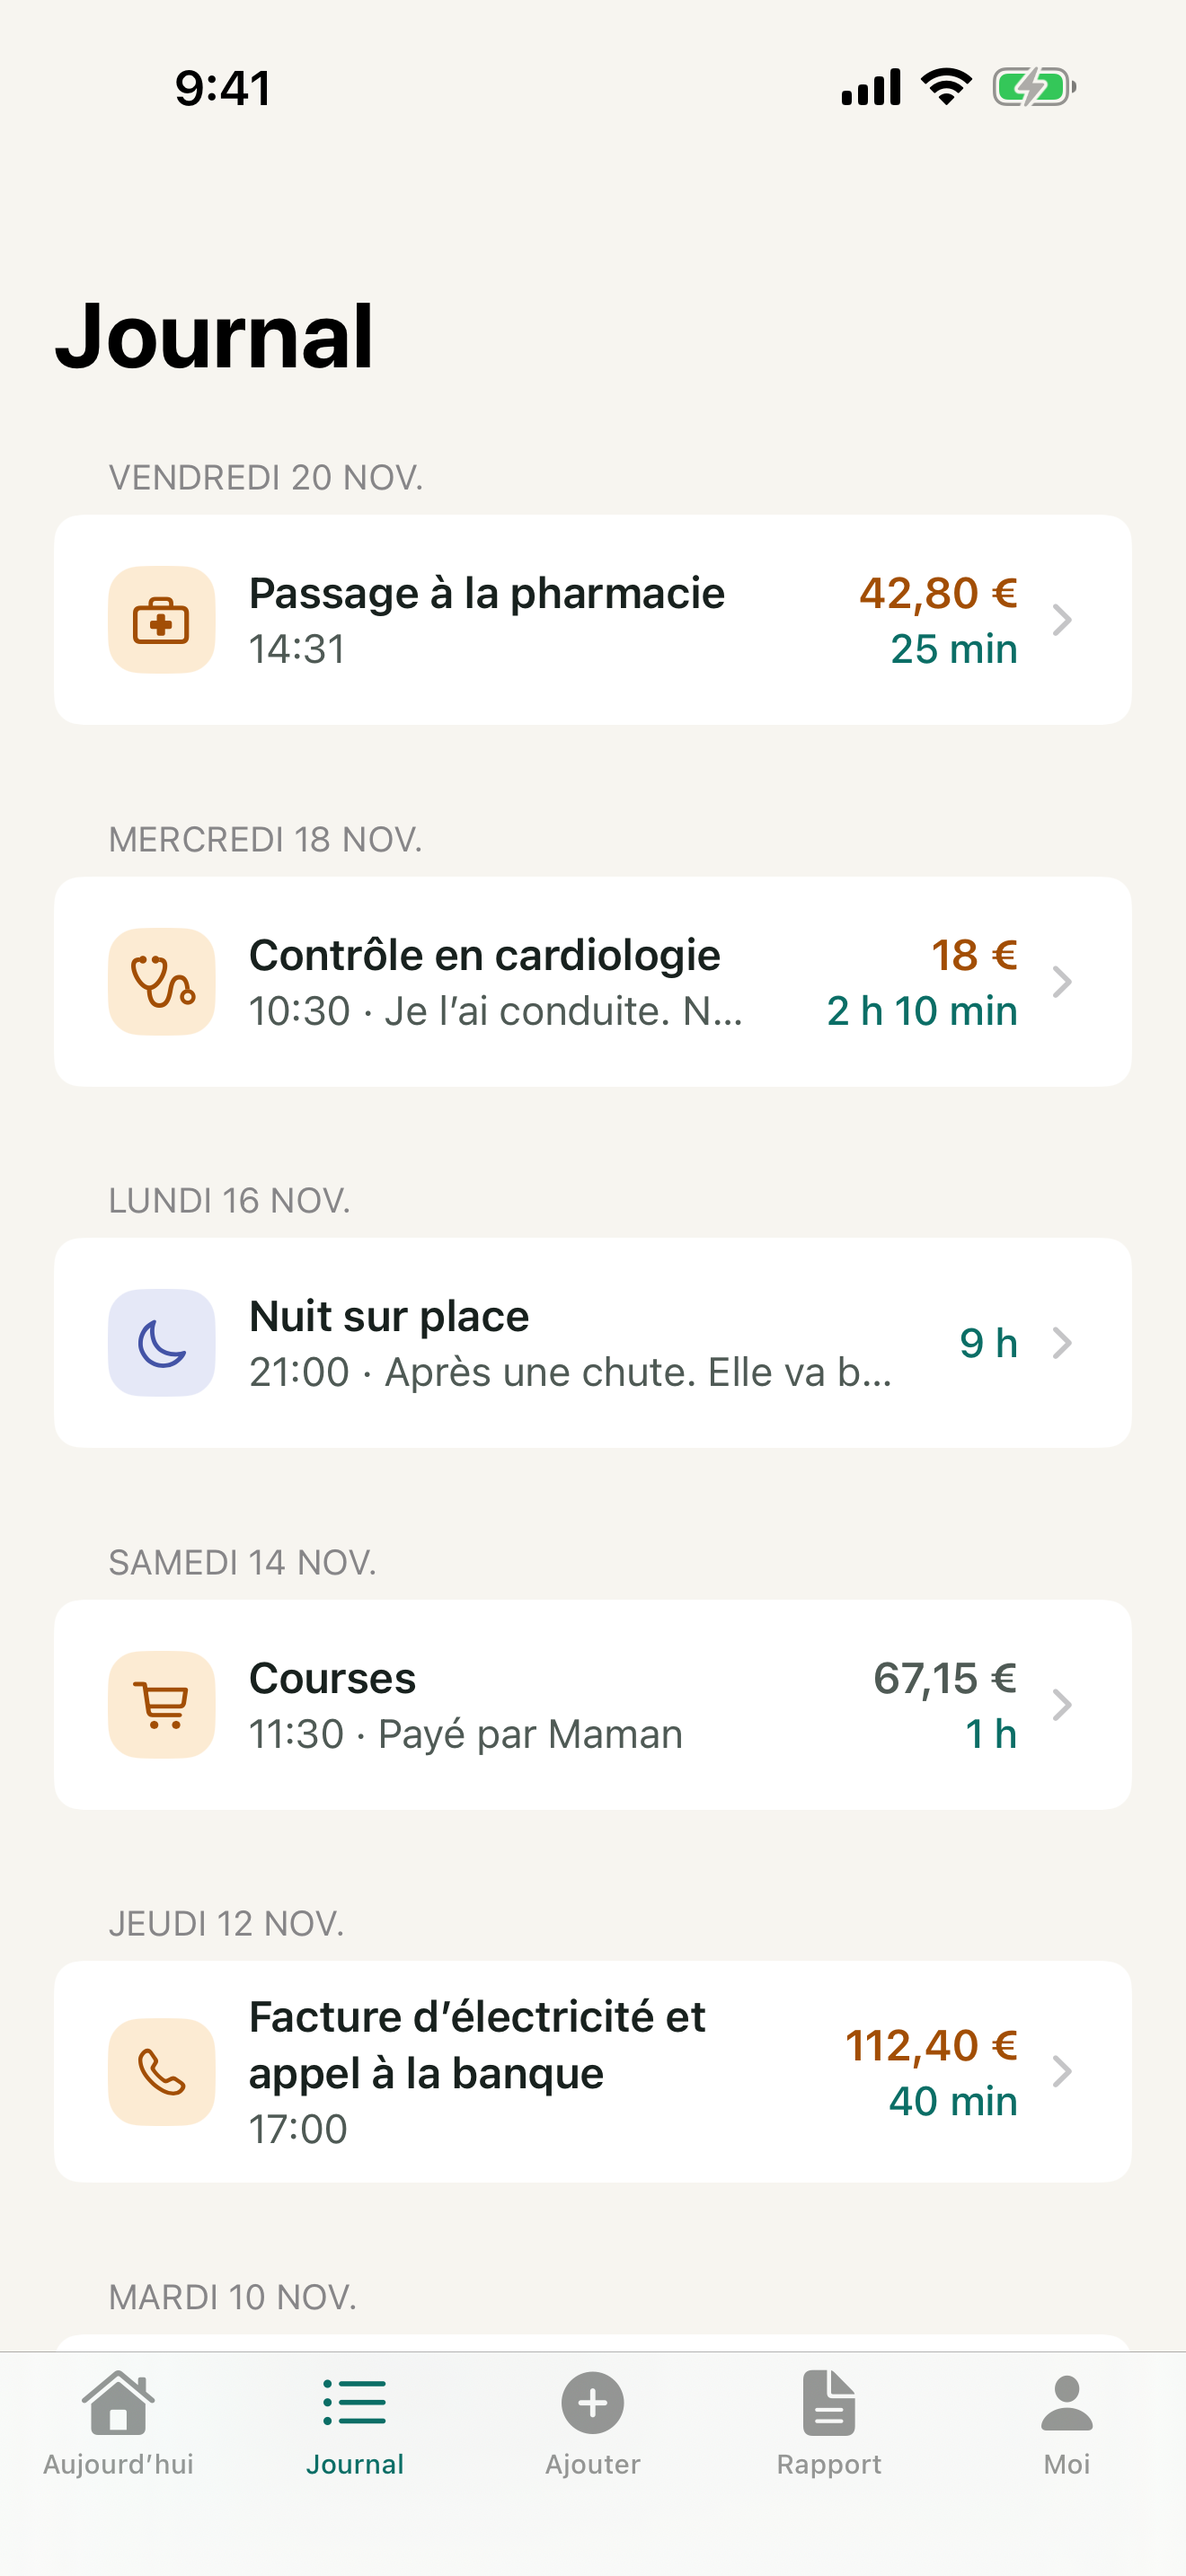 9:41
Journal
VENDREDI 20 NOV.
Passage à la pharmacie
42,80 €
14:31
25 min
MERCREDI 18 NOV.
Contrôle en cardiologie
18 €
10:30 · Je l’ai conduite. N...
2 h 10 min
LUNDI 16 NOV.
Nuit sur place
21:00 · Après une chute. Elle va b...
9 h
SAMEDI 14 NOV.
Courses
67,15 €
11:30 · Payé par Maman
1 h
JEUDI 12 NOV.
Facture d’électricité et
appel à la banque
112,40 €
17:00
40 min
MARDI 10 NOV.
Aujourd’hui
Journal
Ajouter
Rapport
Moi